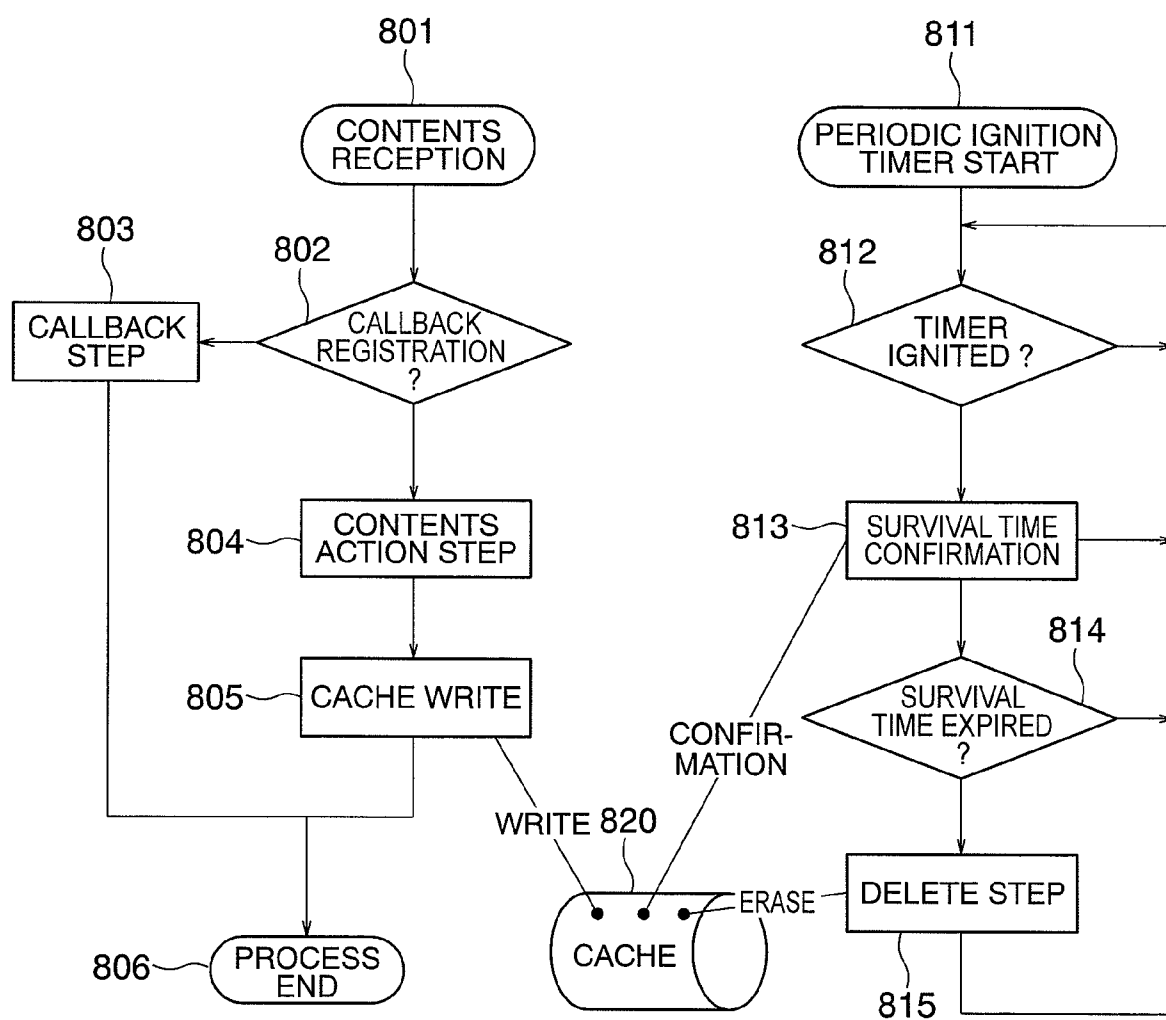 801
CONTENTS
RECEPTION
803
802
CALLBACK
STEP
CALLBACK
REGISTRATION
?
804
CONTENTS
ACTION STEP
805
CACHE WRITE
WRITE
806
PROCESS
END
811
PERIODIC IGNITION
TIMER START
812
TIMER
IGNITED ?
813
SURVIVAL TIME
CONFIRMATION
814
SURVIVAL
TIME EXPIRED
?
CONFIR-
MATION
820
CACHE
ERASE
DELETE STEP
815